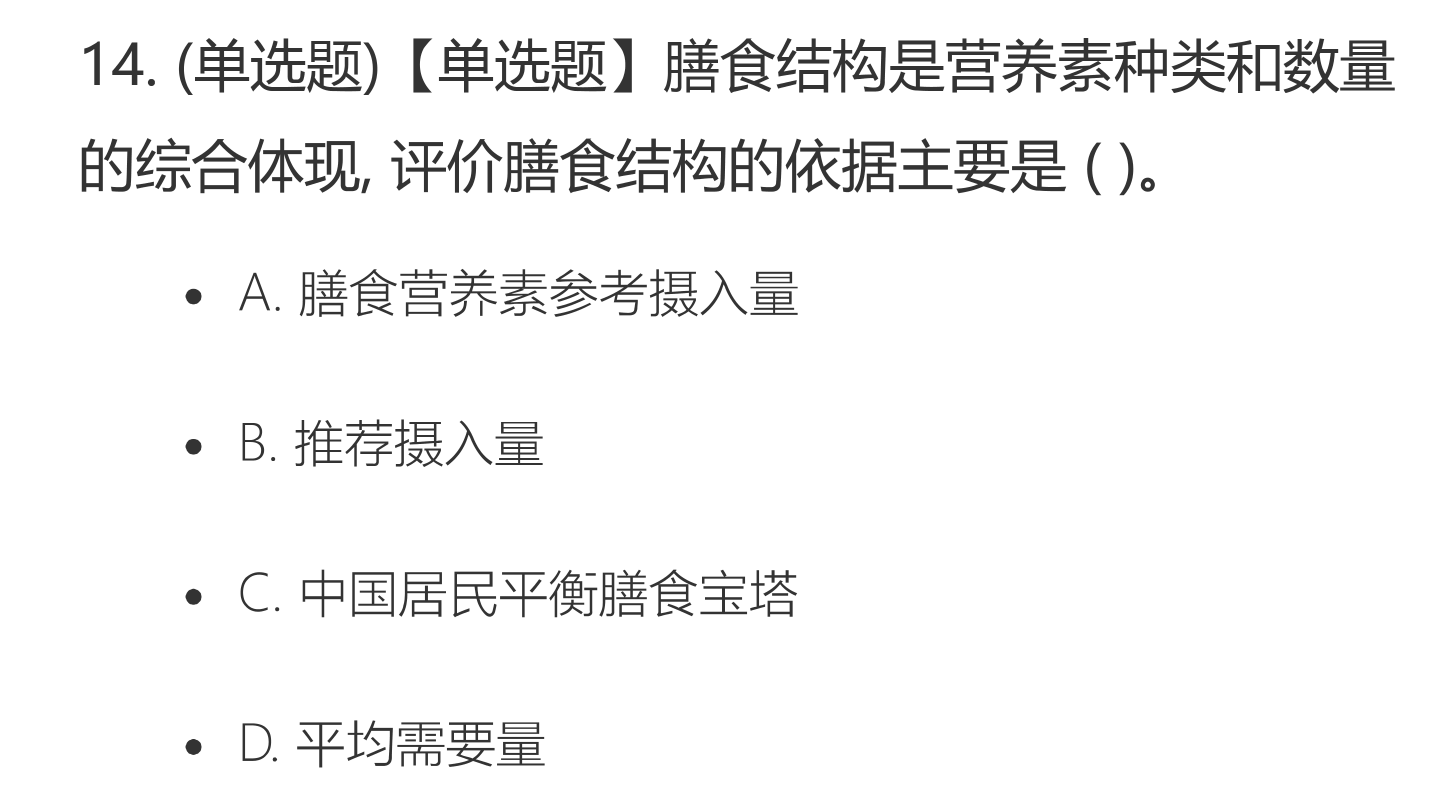 14. (单选题)【单选题】膳食结构是营养素种类和数量
的综合体现, 评价膳食结构的依据主要是 ( )。
A. 膳食营养素参考摄入量
B. 推荐摄入量
C. 中国居民平衡膳食宝塔
D. 平均需要量